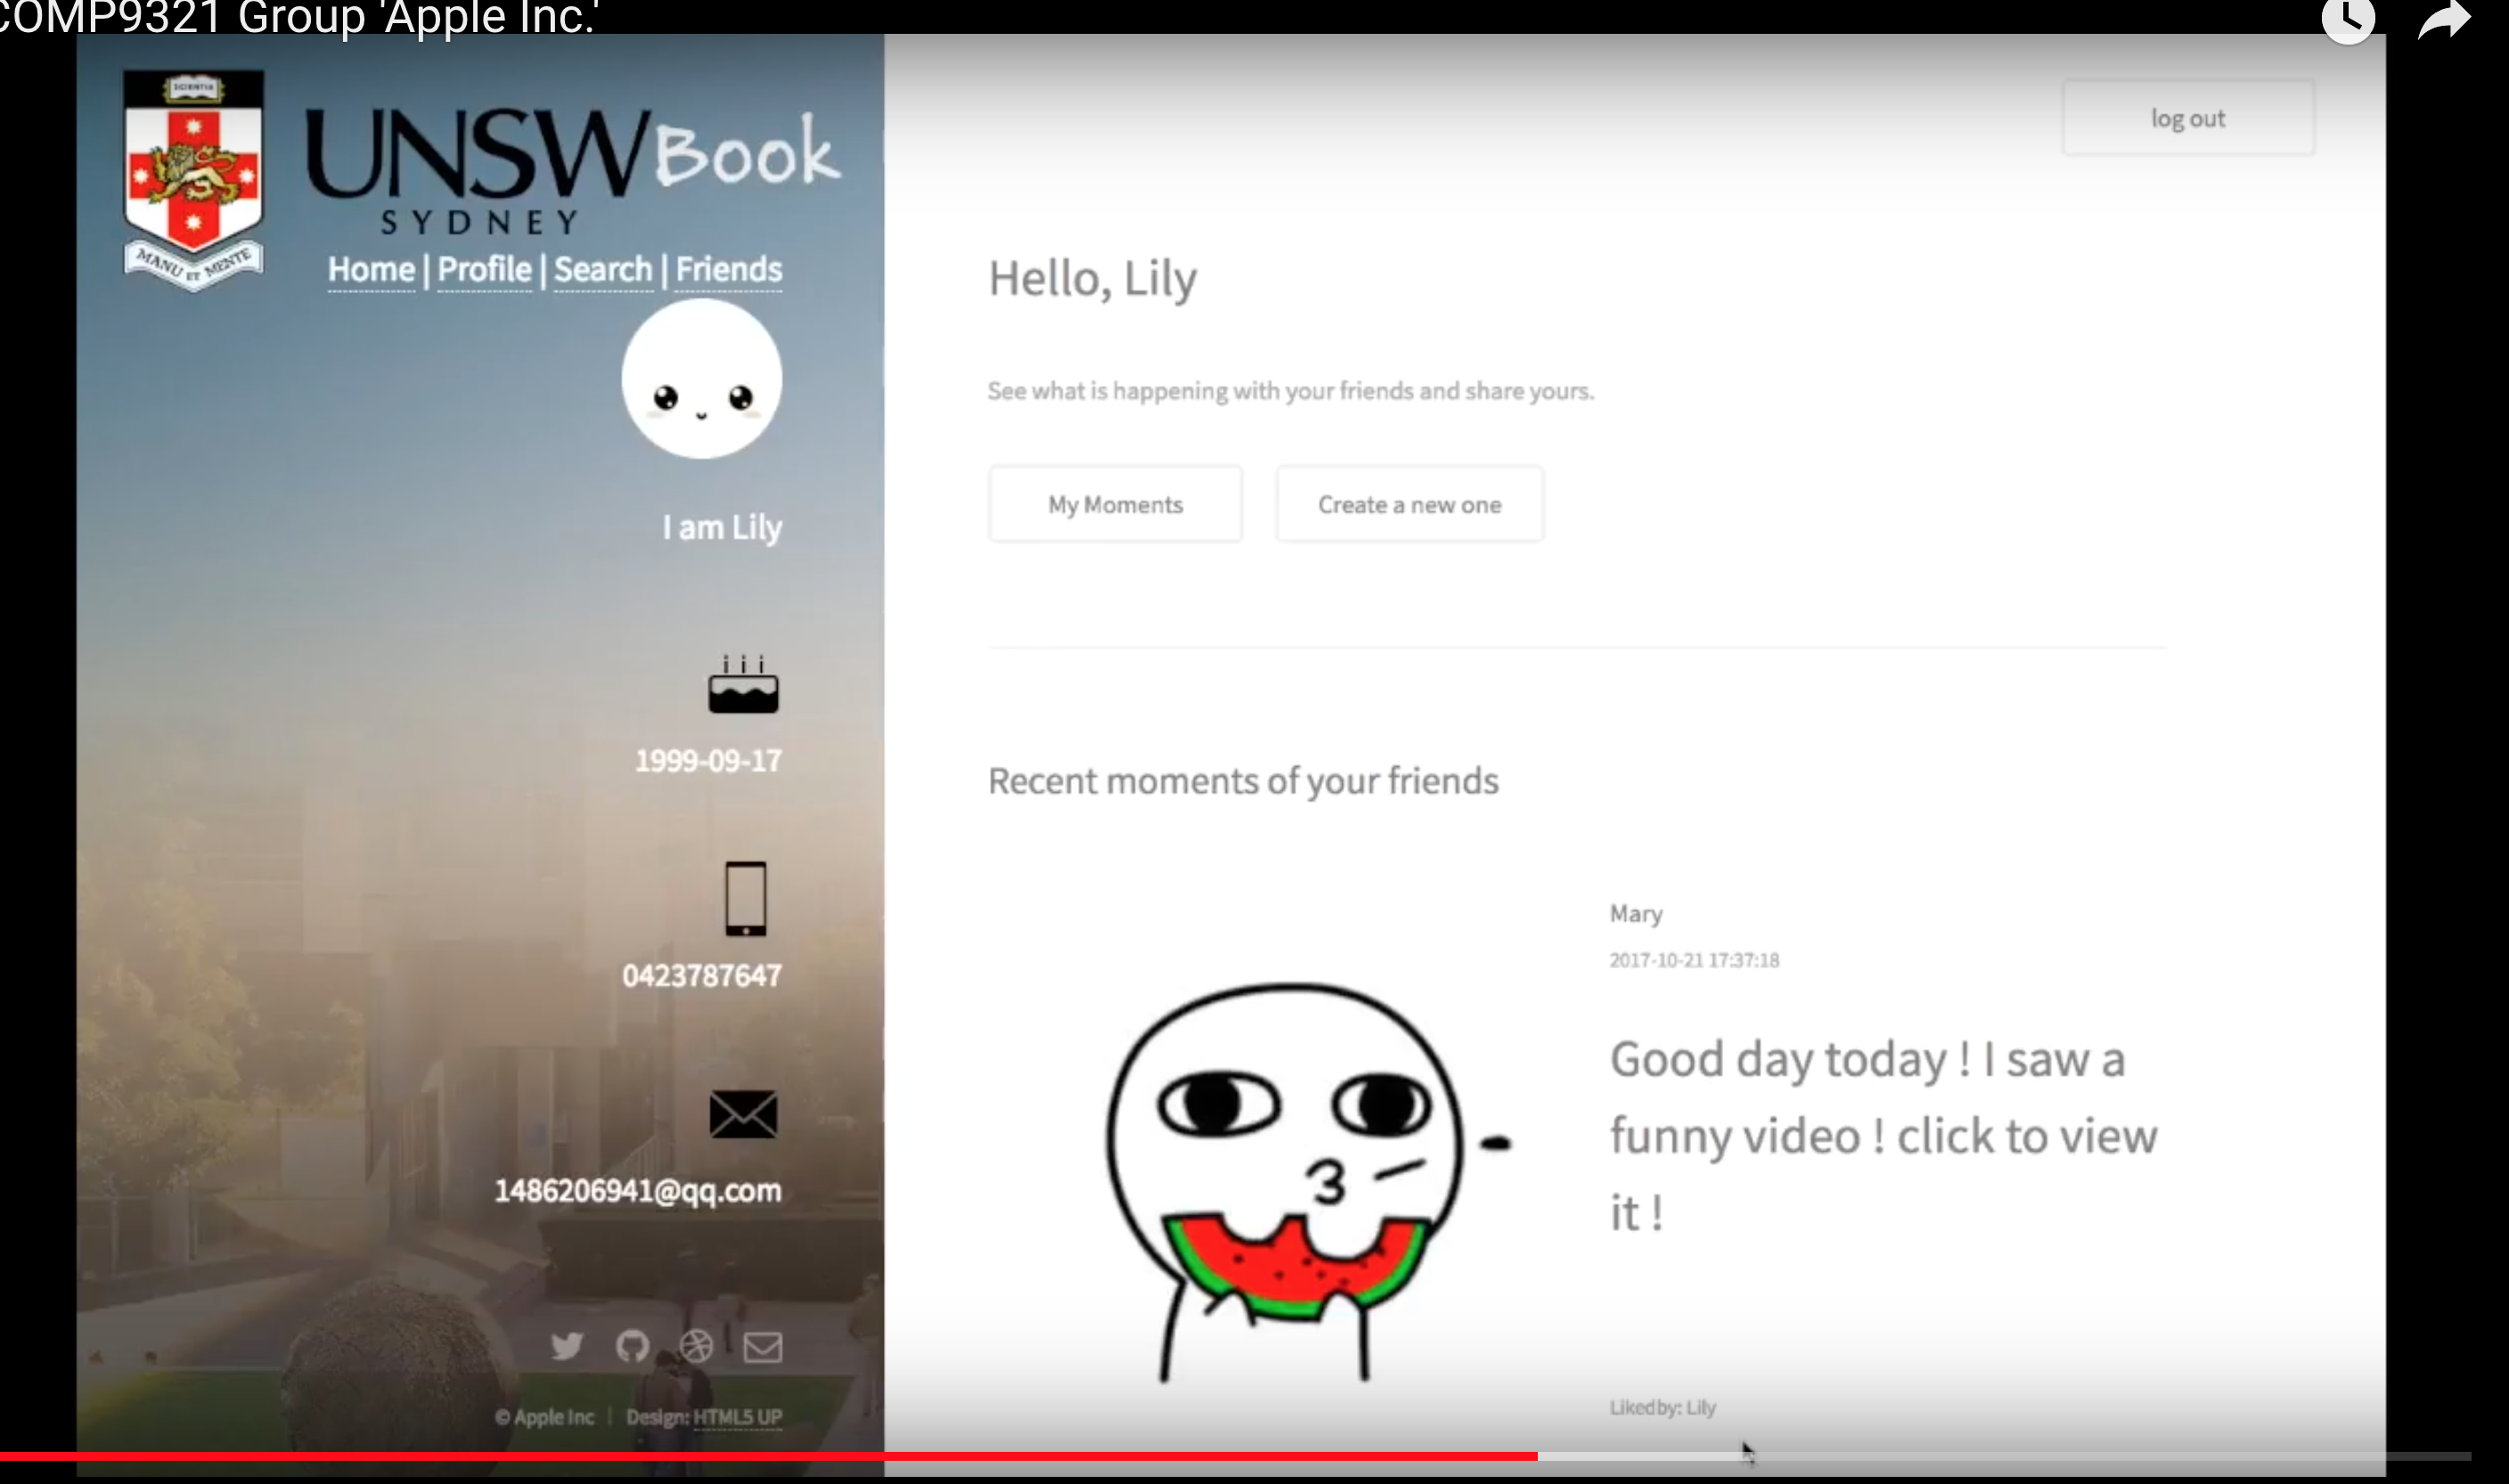 COMP9321 Group 'Apple Inc.'
SCIENTIA
UNSW Book
SYDNEY
MANU ET MENTE
Home | Profile | Search | Friends
I am Lily
1999-09-17
0423787647
1486206941@qq.com
© Apple Inc | Design: HTML5 UP
log out
Hello, Lily
See what is happening with your friends and share yours.
My Moments
Create a new one
Recent moments of your friends
Mary
2017-10-21 17:37:18
Good day today ! I saw a
funny video ! click to view
it !
3
Liked by: Lily